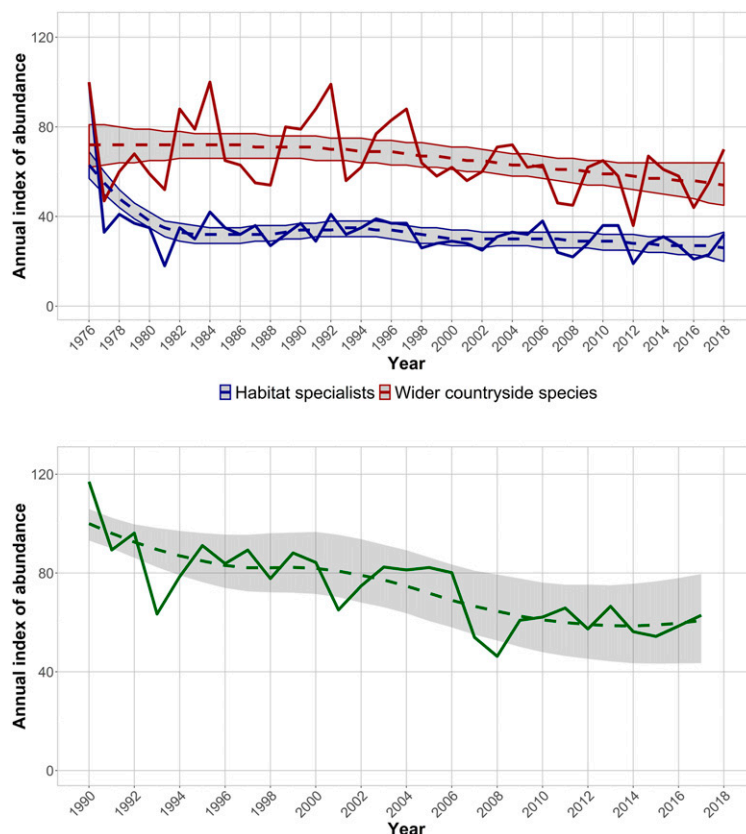 Annual index of abundance
120
80
40
0
1976 1978 1980 1982 1984 1986 1988 1990 1992 1994 1996 1998 2000 2002 2004 2006 2008 2010 2012 2014 2016 2018
Year
Habitat specialists Wider countryside species
Annual index of abundance
120
80
40
0
1990 1992 1994 1996 1998 2000 2002 2004 2006 2008 2010 2012 2014 2016 2018
Year